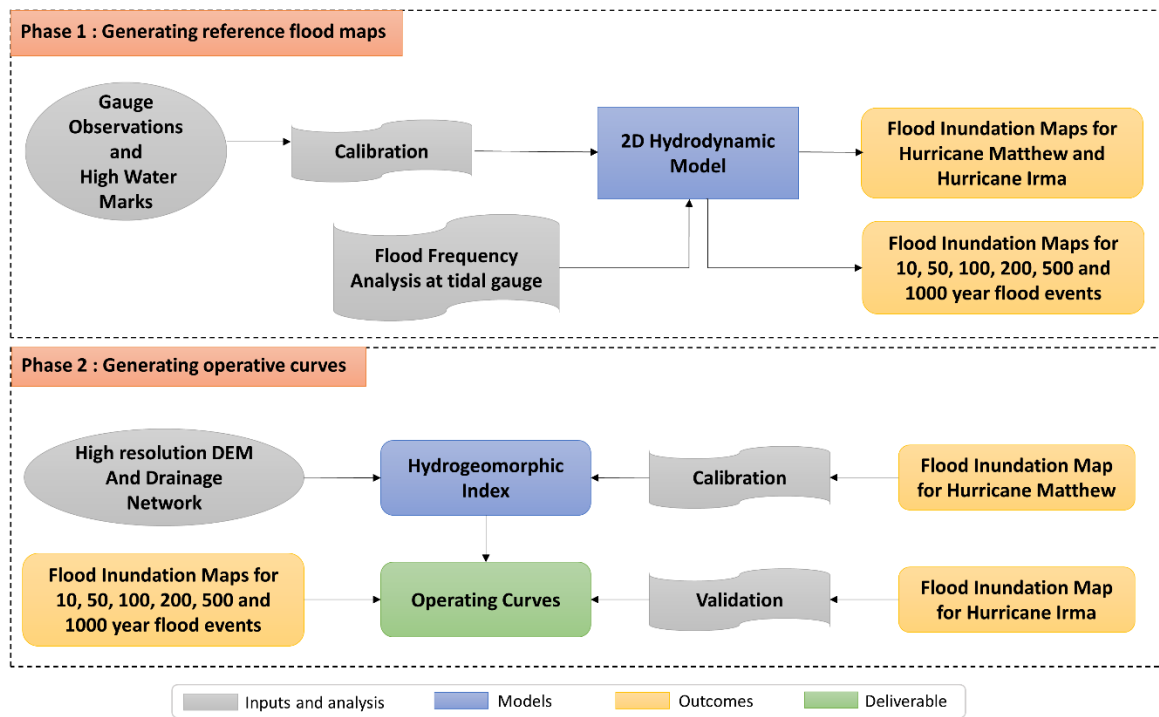 Phase 1 : Generating reference flood maps
Gauge
Observations
and
High Water
Marks
Calibration
2D Hydrodynamic
Model
Flood Inundation Maps for
Hurricane Matthew and
Hurricane Irma
Flood Frequency
Analysis at tidal gauge
Flood Inundation Maps for
10, 50, 100, 200, 500 and
1000 year flood events
Phase 2 : Generating operative curves
High resolution DEM
And Drainage
Network
Hydrogeomorphic
Index
Calibration
Flood Inundation Map
for Hurricane Matthew
Flood Inundation Maps for
10, 50, 100, 200, 500 and
1000 year flood events
Operating Curves
Validation
Flood Inundation Map
for Hurricane Irma
Inputs and analysis
Models
Outcomes
Deliverable